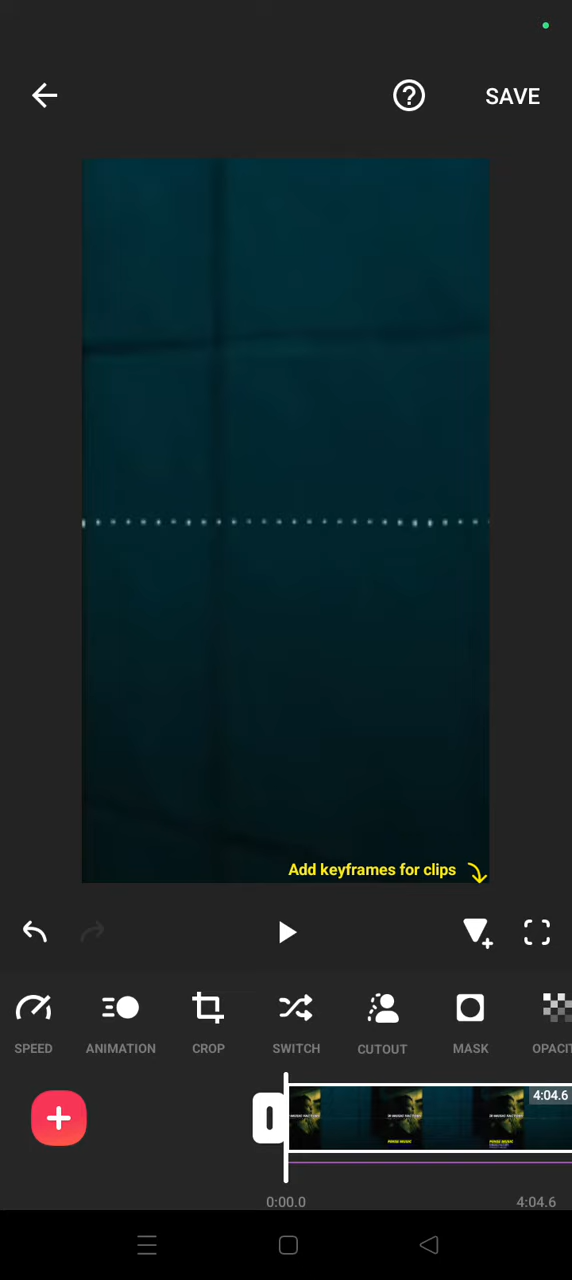 SAVE
Add keyframes for clips
SPEED
ANIMATION
CROP
SWITCH
CUTOUT
MASK
OPACIT
4:04.6
0:00.0
4:04.6